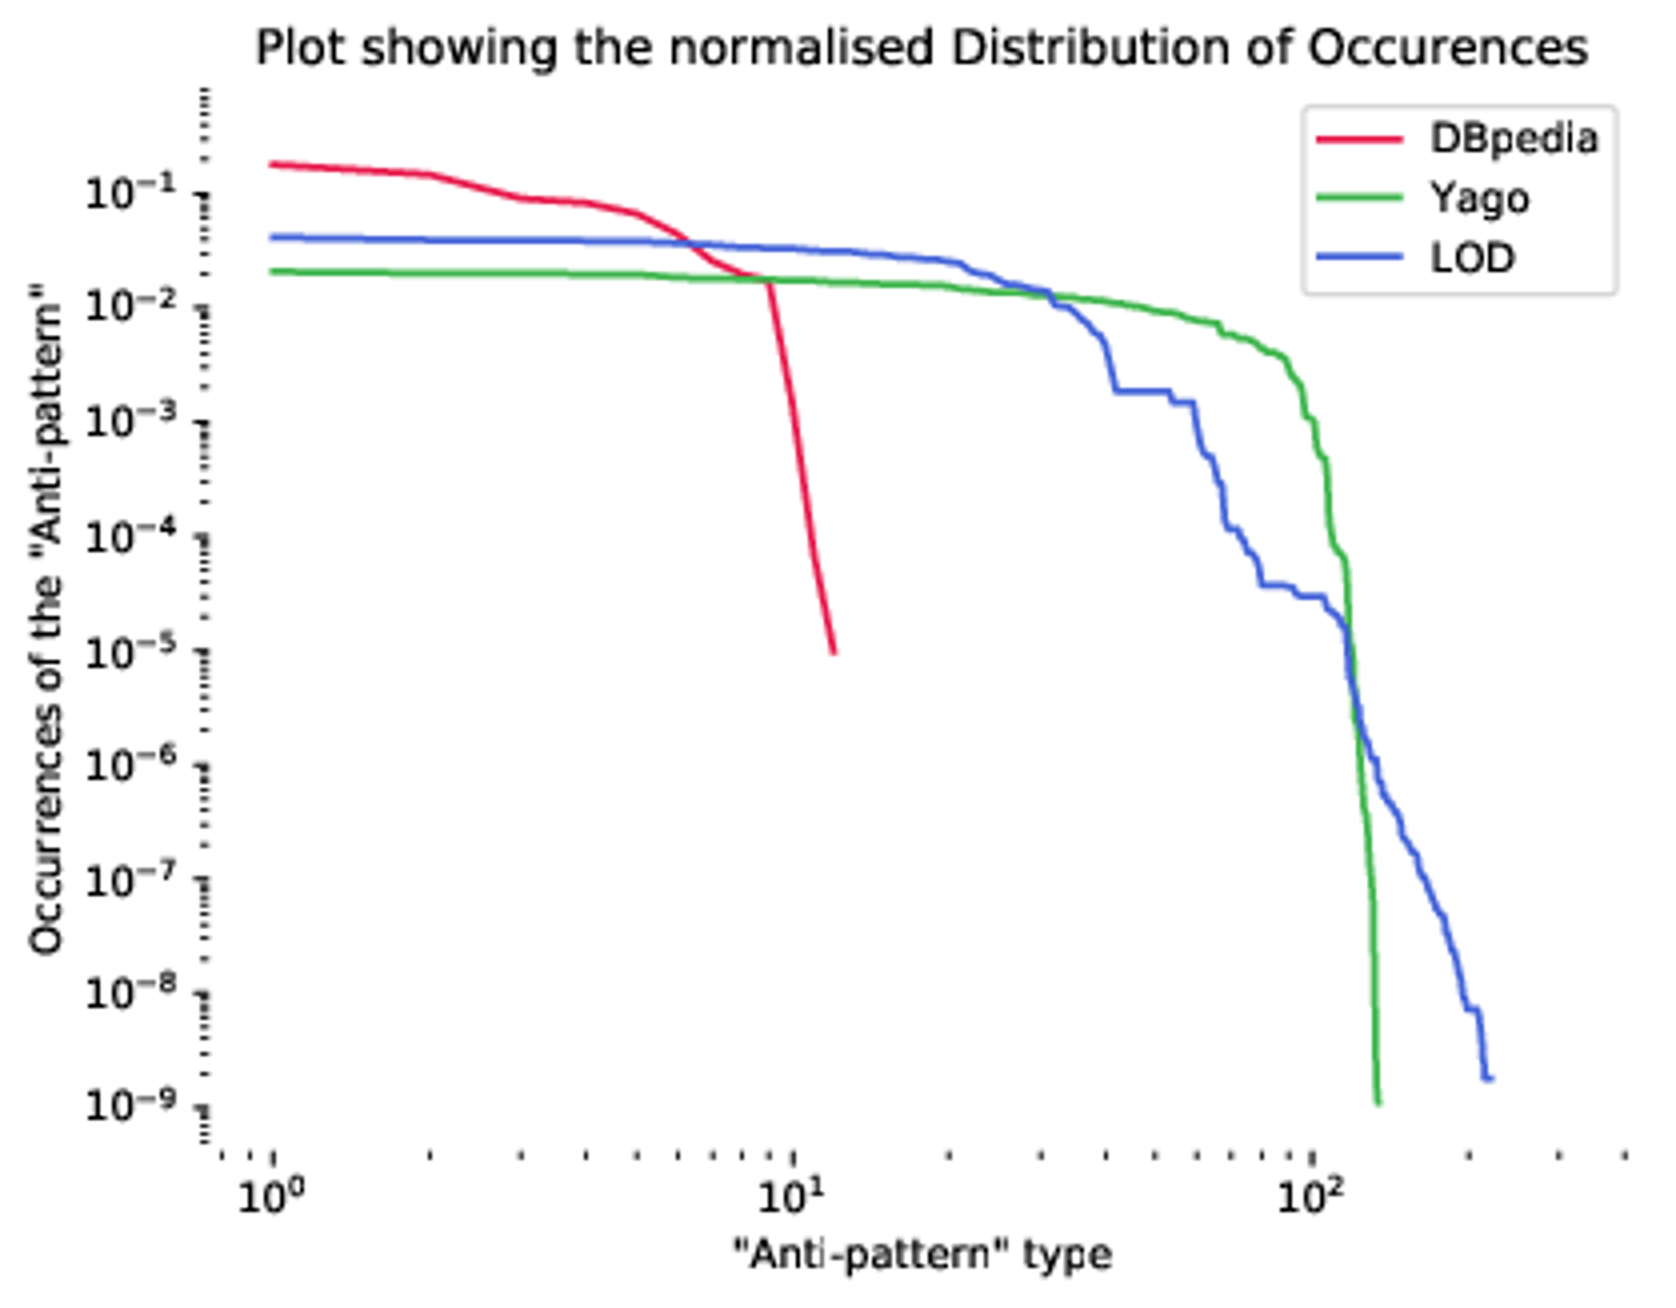 Plot showing the normalised Distribution of Occurences
DBpedia
Yago
LOD
Occurrences of the "Anti-pattern"
10⁻¹
10⁻²
10⁻³
10⁻⁴
10⁻⁵
10⁻⁶
10⁻⁷
10⁻⁸
10⁻⁹
10⁰ 10¹ 10²
"Anti-pattern" type